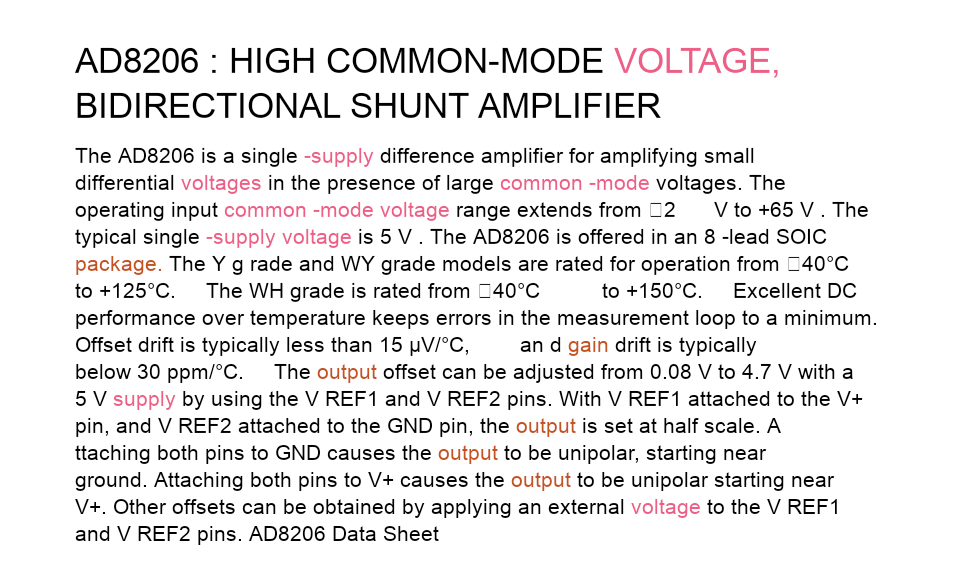 AD8206 : HIGH COMMON-MODE VOLTAGE,
BIDIRECTIONAL SHUNT AMPLIFIER
The AD8206 is a single -supply difference amplifier for amplifying small
differential voltages in the presence of large common -mode voltages. The
operating input common -mode voltage range extends from □2 V to +65 V . The
typical single -supply voltage is 5 V . The AD8206 is offered in an 8 -lead SOIC
package. The Y g rade and WY grade models are rated for operation from □40°C
to +125°C. The WH grade is rated from □40°C to +150°C. Excellent DC
performance over temperature keeps errors in the measurement loop to a minimum.
Offset drift is typically less than 15 µV/°C, an d gain drift is typically
below 30 ppm/°C. The output offset can be adjusted from 0.08 V to 4.7 V with a
5 V supply by using the V REF1 and V REF2 pins. With V REF1 attached to the V+
pin, and V REF2 attached to the GND pin, the output is set at half scale. A
ttaching both pins to GND causes the output to be unipolar, starting near
ground. Attaching both pins to V+ causes the output to be unipolar starting near
V+. Other offsets can be obtained by applying an external voltage to the V REF1
and V REF2 pins. AD8206 Data Sheet